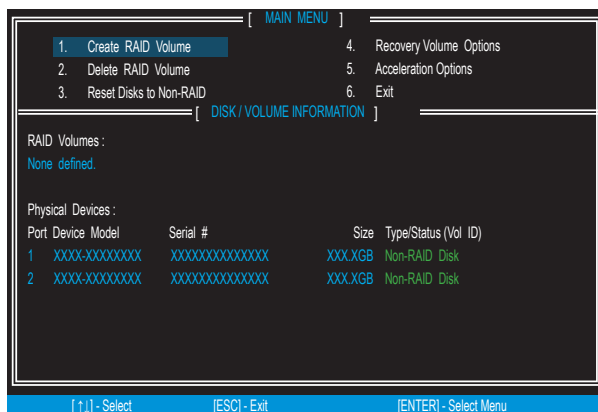 [ MAIN MENU ]
1. Create RAID Volume
2. Delete RAID Volume
3. Reset Disks to Non-RAID
4. Recovery Volume Options
5. Acceleration Options
6. Exit
[ DISK / VOLUME INFORMATION ]
RAID Volumes :
None defined.
Physical Devices :
Port Device Model Serial # Size Type/Status (Vol ID)
1 XXXX-XXXXXXXX XXXXXXXXXXXXXX XXX.XGB Non-RAID Disk
2 XXXX-XXXXXXXX XXXXXXXXXXXXXX XXX.XGB Non-RAID Disk
[↑↓] - Select [ESC] - Exit [ENTER] - Select Menu